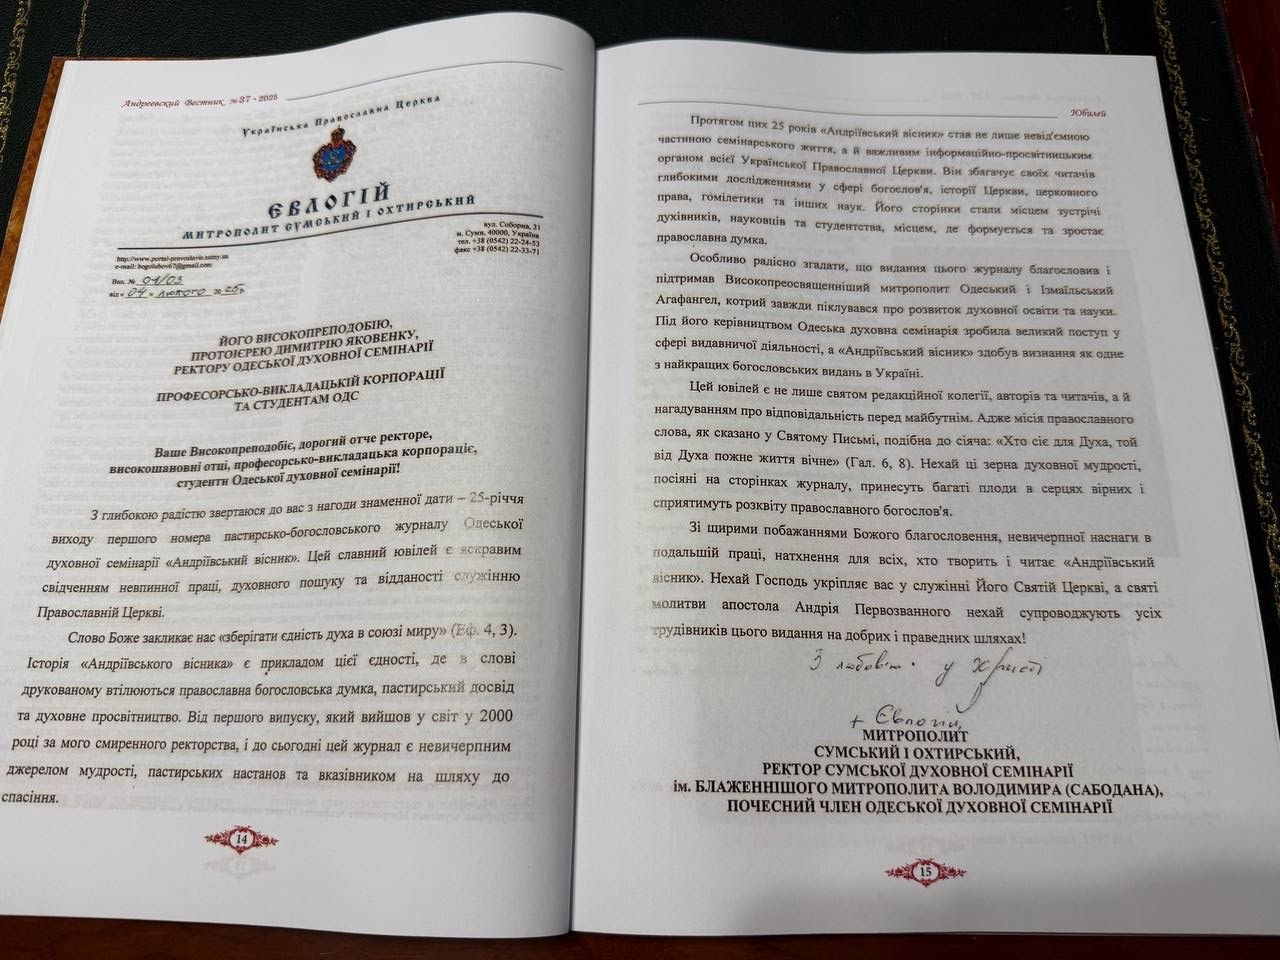 Андреевский Вестник №37 - 2025
Українська Православна Церква
ЄВЛОГІЙ
МИТРОПОЛИТ СУМСЬКИЙ І ОХТИРСЬКИЙ
вул. Соборна, 31
м. Суми, 40000, Україна
тел. +38 (0542) 22-24-53
факс +38 (0542) 22-33-71
http://www.portal-pravoslavie.sumy.ua
e-mail: bogolubov67@gmail.com
Вих. № 04/03
від « 04 » лютого 20 25 г.
ЙОГО ВИСОКОПРЕПОДОБІЮ,
ПРОТОІЄРЕЮ ДИМИТРІЮ ЯКОВЕНКУ,
РЕКТОРУ ОДЕСЬКОЇ ДУХОВНОЇ СЕМІНАРІЇ
ПРОФЕСОРСЬКО-ВИКЛАДАЦЬКІЙ КОРПОРАЦІЇ
ТА СТУДЕНТАМ ОДС
Ваше Високопреподобіє, дорогий отче ректоре,
високошановні отці, професорсько-викладацька корпораціє,
студенти Одеської духовної семінарії!
З глибокою радістю звертаюся до вас з нагоди знаменної дати – 25-річчя
виходу першого номера пастирсько-богословського журналу Одеської
духовної семінарії «Андріївський вісник». Цей славний ювілей є яскравим
свідченням невпинної праці, духовного пошуку та відданості служінню
Православній Церкві.
Слово Боже закликає нас «зберігати єдність духа в союзі миру» (Еф. 4, 3).
Історія «Андріївського вісника» є прикладом цієї єдності, де в слові
друкованому втілюються православна богословська думка, пастирський досвід
та духовне просвітництво. Від першого випуску, який вийшов у світ у 2000
році за мого смиренного ректорства, і до сьогодні цей журнал є невичерпним
джерелом мудрості, пастирських настанов та вказівником на шляху до
спасіння.
14
Юбилей
Протягом цих 25 років «Андріївський вісник» став не лише невід'ємною
частиною семінарського життя, а й важливим інформаційно-просвітницьким
органом всієї Української Православної Церкви. Він збагачує своїх читачів
глибокими дослідженнями у сфері богослов'я, історії Церкви, церковного
права, гомілетики та інших наук. Його сторінки стали місцем зустрічі
духівників, науковців та студентства, місцем, де формується та зростає
православна думка.
Особливо радісно згадати, що видання цього журналу благословив і
підтримав Високопреосвященніший митрополит Одеський і Ізмаїльський
Агафангел, котрий завжди піклувався про розвиток духовної освіти та науки.
Під його керівництвом Одеська духовна семінарія зробила великий поступ у
сфері видавничої діяльності, а «Андріївський вісник» здобув визнання як одне
з найкращих богословських видань в Україні.
Цей ювілей є не лише святом редакційної колегії, авторів та читачів, а й
нагадуванням про відповідальність перед майбутнім. Адже місія православного
слова, як сказано у Святому Письмі, подібна до сіяча: «Хто сіє для Духа, той
від Духа пожне життя вічне» (Гал. 6, 8). Нехай ці зерна духовної мудрості,
посіяні на сторінках журналу, принесуть багаті плоди в серцях вірних і
сприятимуть розквіту православного богослов'я.
Зі щирими побажаннями Божого благословення, невичерпної наснаги в
подальшій праці, натхнення для всіх, хто творить і читає «Андріївський
вісник». Нехай Господь укріпляє вас у служінні Його Святій Церкві, а святі
молитви апостола Андрія Первозванного нехай супроводжують усіх
трудівників цього видання на добрих і праведних шляхах!
З любов'ю у Христі
+ Євлогій,
МИТРОПОЛИТ
СУМСЬКИЙ І ОХТИРСЬКИЙ,
РЕКТОР СУМСЬКОЇ ДУХОВНОЇ СЕМІНАРІЇ
ім. БЛАЖЕННІШОГО МИТРОПОЛИТА ВОЛОДИМИРА (САБОДАНА),
ПОЧЕСНИЙ ЧЛЕН ОДЕСЬКОЇ ДУХОВНОЇ СЕМІНАРІЇ
15